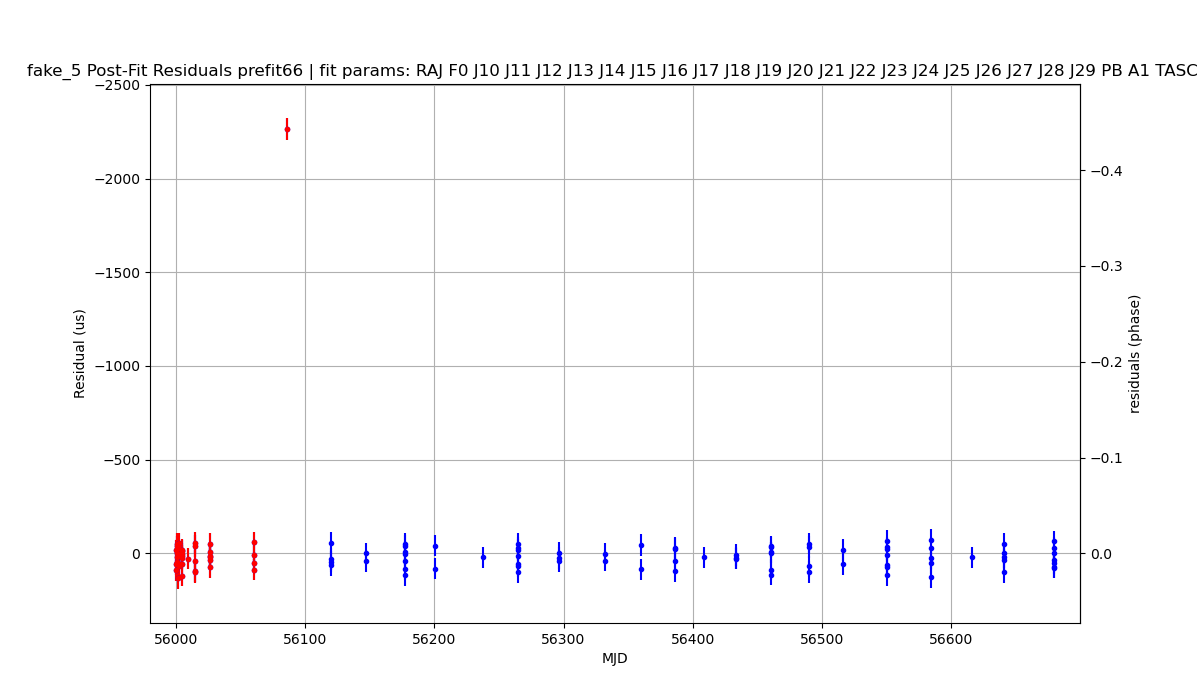 fake_5 Post-Fit Residuals prefit66 | fit params: RAJ F0 J10 J11 J12 J13 J14 J15 J16 J17 J18 J19 J20 J21 J22 J23 J24 J25 J26 J27 J28 J29 PB A1 TASC
−2500
−2000
−1500
−1000
−500
0
Residual (us)
−0.4
−0.3
−0.2
−0.1
0.0
residuals (phase)
56000 56100 56200 56300 56400 56500 56600
MJD